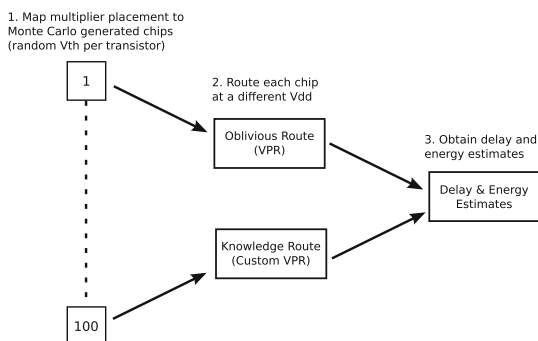 1. Map multiplier placement to
Monte Carlo generated chips
(random Vth per transistor)
1
2. Route each chip
at a different Vdd
Oblivious Route
(VPR)
3. Obtain delay and
energy estimates
Delay & Energy
Estimates
Knowledge Route
(Custom VPR)
100